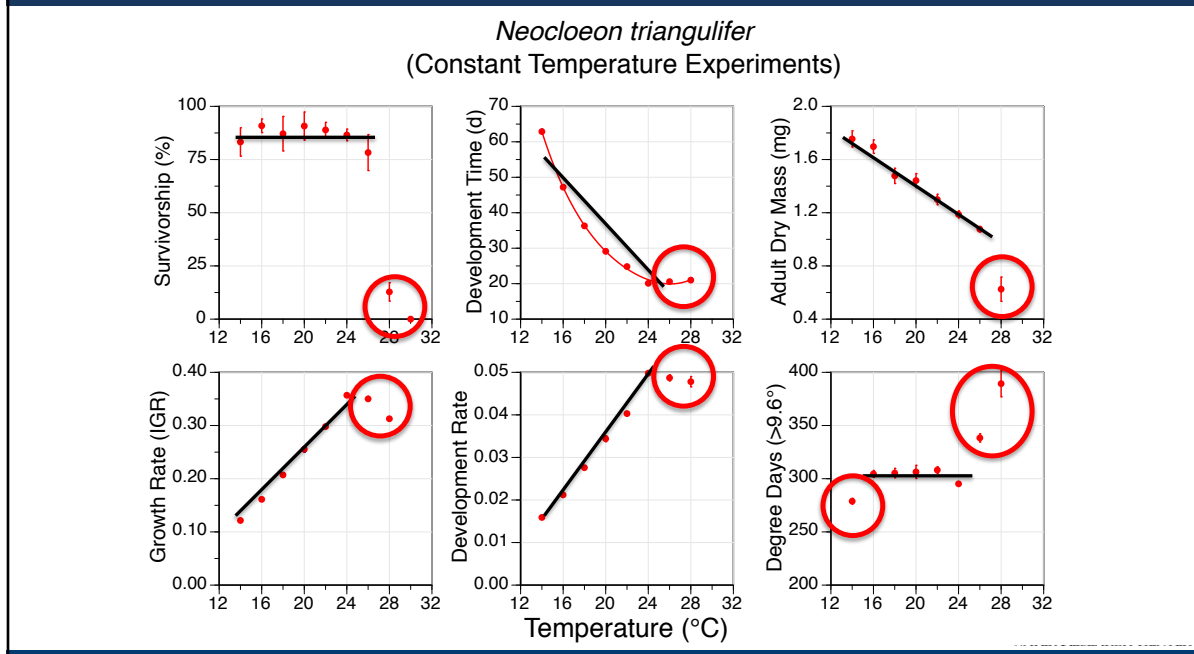 Neocloeon triangulifer
(Constant Temperature Experiments)
Survivorship (%)
100
75
50
25
0
12 16 20 24 28 32
Development Time (d)
70
60
50
40
30
20
10
12 16 20 24 28 32
Adult Dry Mass (mg)
2.0
1.6
1.2
0.8
0.4
12 16 20 24 28 32
Growth Rate (IGR)
0.40
0.30
0.20
0.10
0.00
12 16 20 24 28 32
Development Rate
0.05
0.04
0.03
0.02
0.01
0.00
12 16 20 24 28 32
Degree Days (>9.6°)
400
350
300
250
200
12 16 20 24 28 32
Temperature (°C)